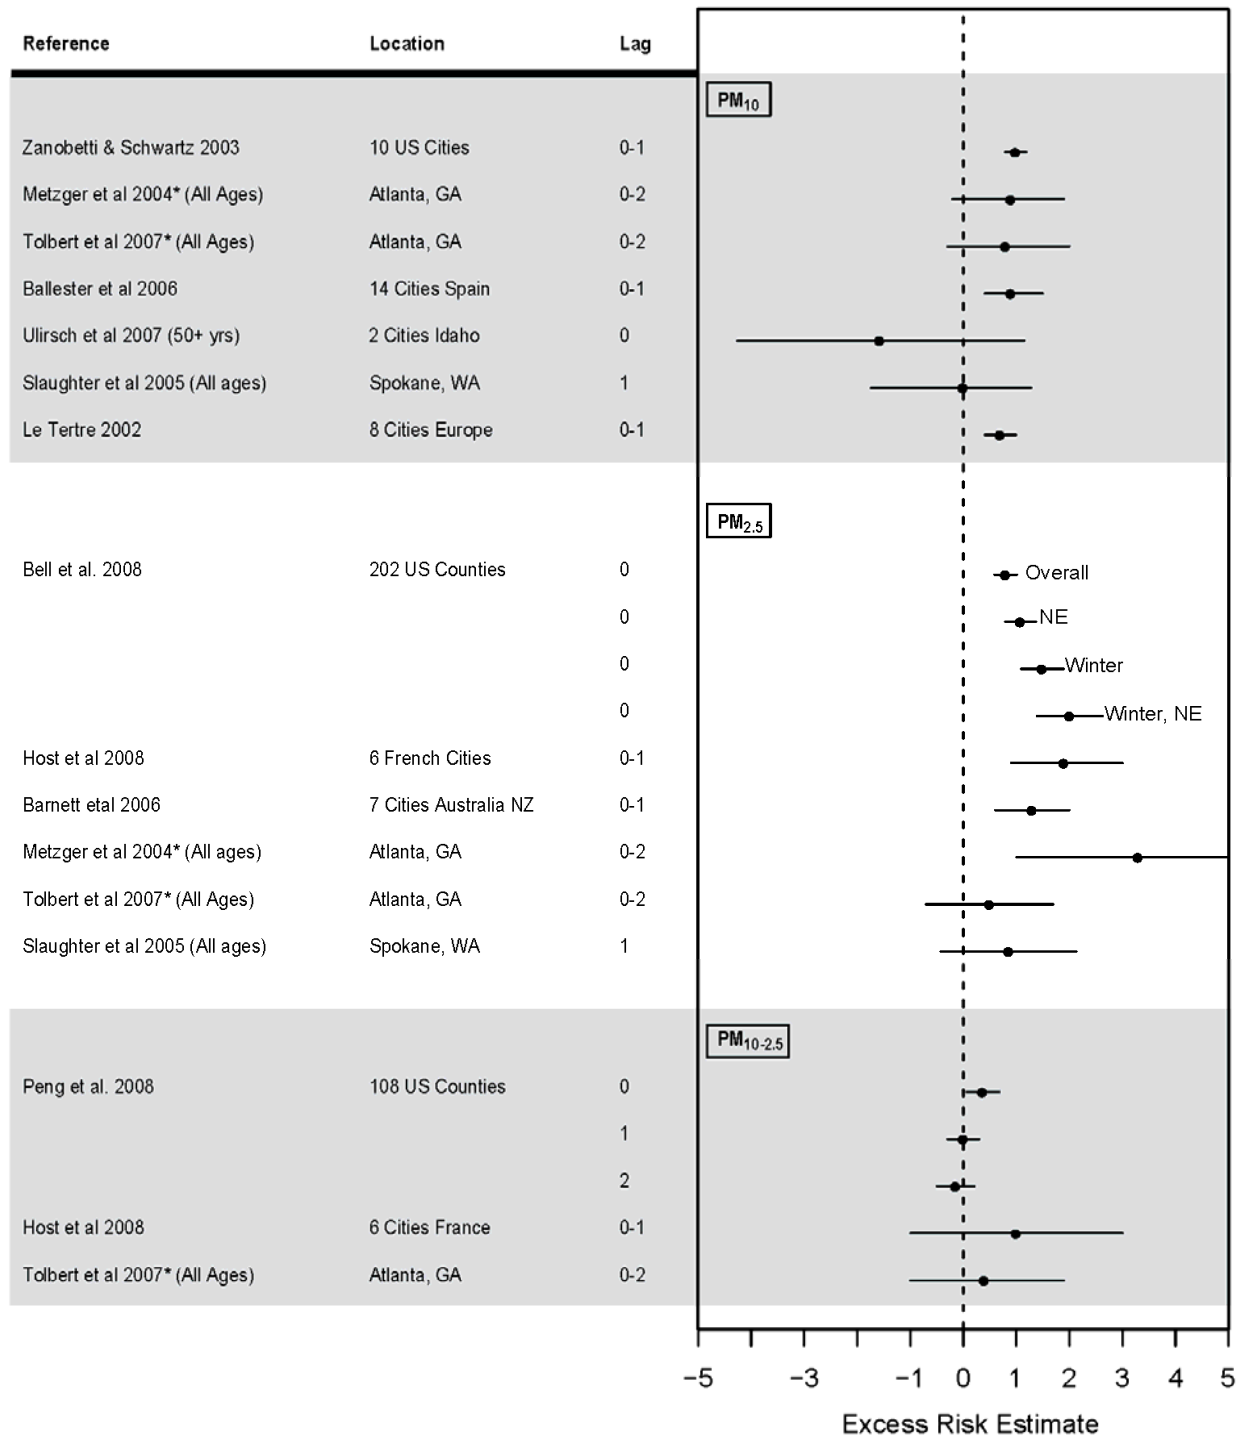 Reference Location Lag
PM10
Zanobetti & Schwartz 2003 10 US Cities 0-1
Metzger et al 2004* (All Ages) Atlanta, GA 0-2
Tolbert et al 2007* (All Ages) Atlanta, GA 0-2
Ballester et al 2006 14 Cities Spain 0-1
Ulirsch et al 2007 (50+ yrs) 2 Cities Idaho 0
Slaughter et al 2005 (All ages) Spokane, WA 1
Le Tertre 2002 8 Cities Europe 0-1
PM2.5
Bell et al. 2008 202 US Counties 0 Overall
0 NE
0 Winter
0 Winter, NE
Host et al 2008 6 French Cities 0-1
Barnett etal 2006 7 Cities Australia NZ 0-1
Metzger et al 2004* (All ages) Atlanta, GA 0-2
Tolbert et al 2007* (All Ages) Atlanta, GA 0-2
Slaughter et al 2005 (All ages) Spokane, WA 1
PM10-2.5
Peng et al. 2008 108 US Counties 0
1
2
Host et al 2008 6 Cities France 0-1
Tolbert et al 2007* (All Ages) Atlanta, GA 0-2
−5 −3 −1 0 1 2 3 4 5
Excess Risk Estimate